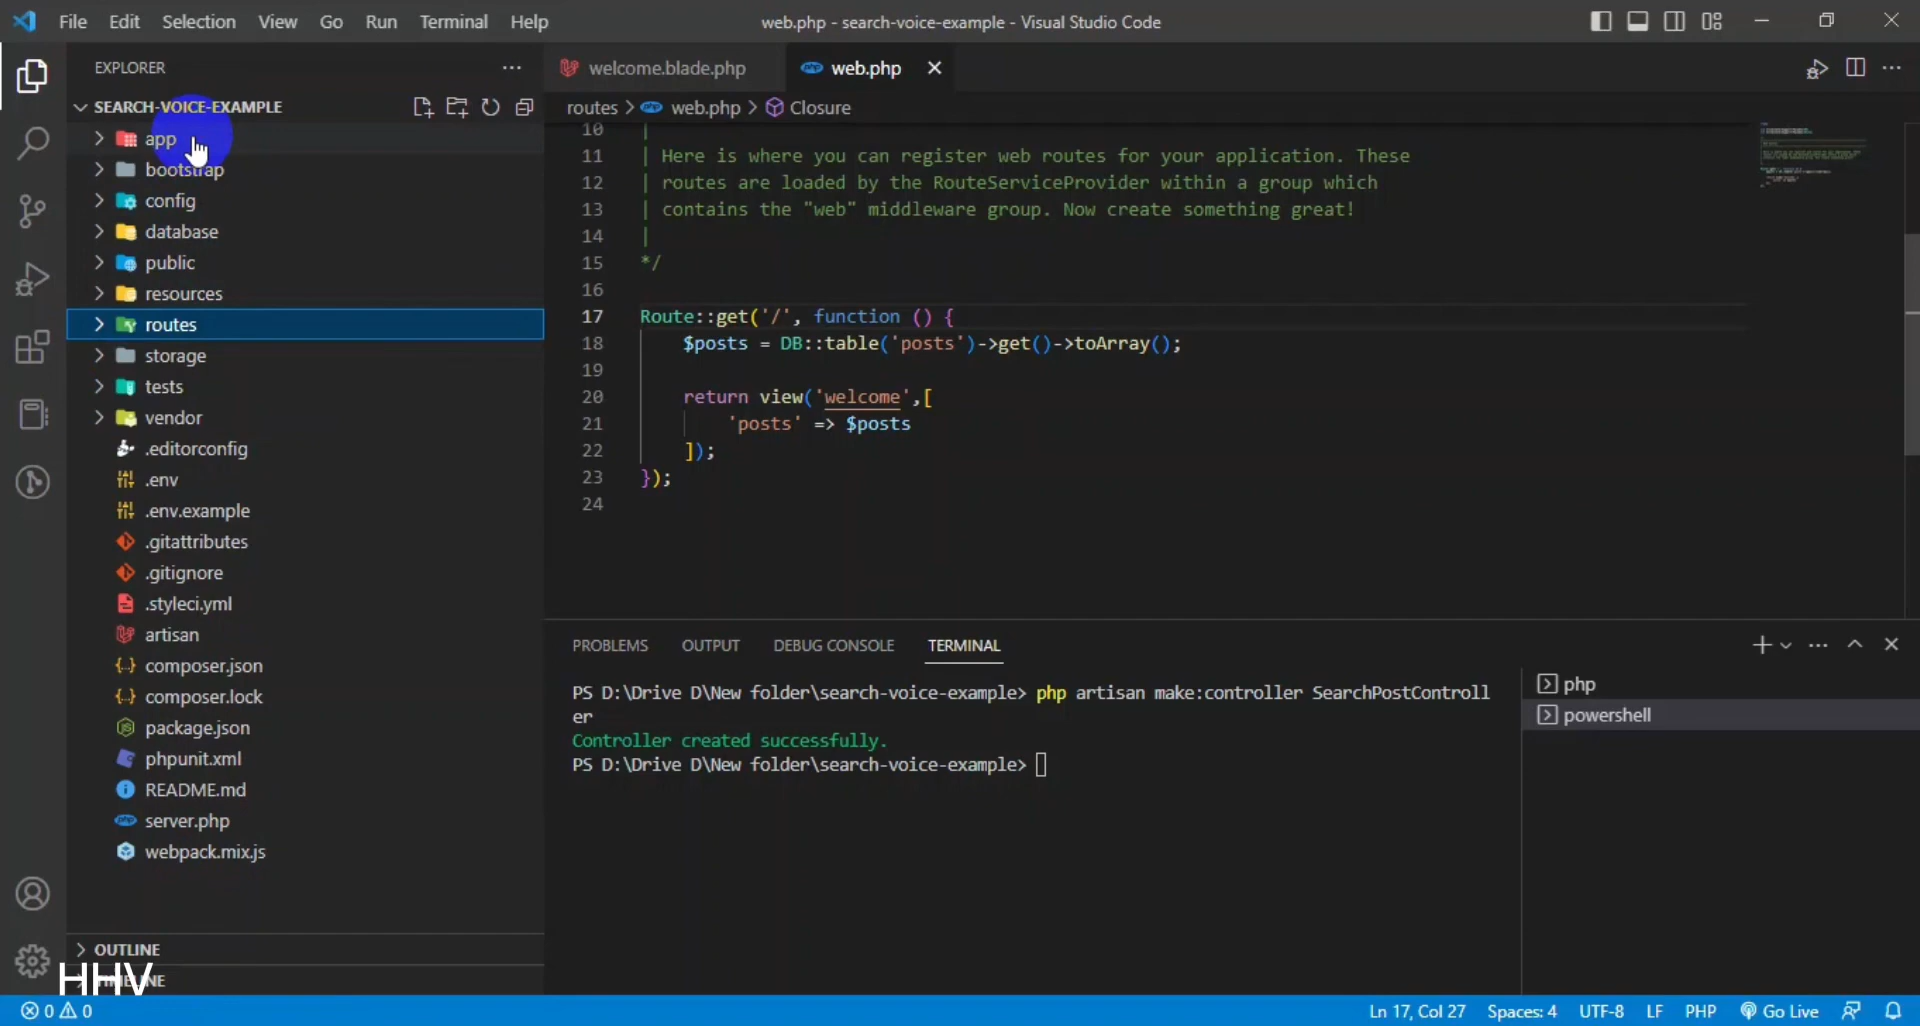 File Edit Selection View Go Run Terminal Help
web.php - search-voice-example - Visual Studio Code
EXPLORER
SEARCH-VOICE-EXAMPLE
app
bootstrap
config
database
public
resources
routes
storage
tests
vendor
.editorconfig
.env
.env.example
.gitattributes
.gitignore
.styleci.yml
artisan
composer.json
composer.lock
package.json
phpunit.xml
README.md
server.php
webpack.mix.js
OUTLINE
TIMELINE
HHV
welcome.blade.php
web.php
routes > web.php > Closure
10 |
11 | Here is where you can register web routes for your application. These
12 | routes are loaded by the RouteServiceProvider within a group which
13 | contains the "web" middleware group. Now create something great!
14 |
15 */
16
17 Route::get('/', function () {
18 $posts = DB::table('posts')->get()->toArray();
19
20 return view('welcome',[
21 'posts' => $posts
22 ]);
23 });
24
PROBLEMS OUTPUT DEBUG CONSOLE TERMINAL
PS D:\Drive D\New folder\search-voice-example> php artisan make:controller SearchPostControll
er
Controller created successfully.
PS D:\Drive D\New folder\search-voice-example>
php
powershell
0 0
Ln 17, Col 27 Spaces: 4 UTF-8 LF PHP Go Live